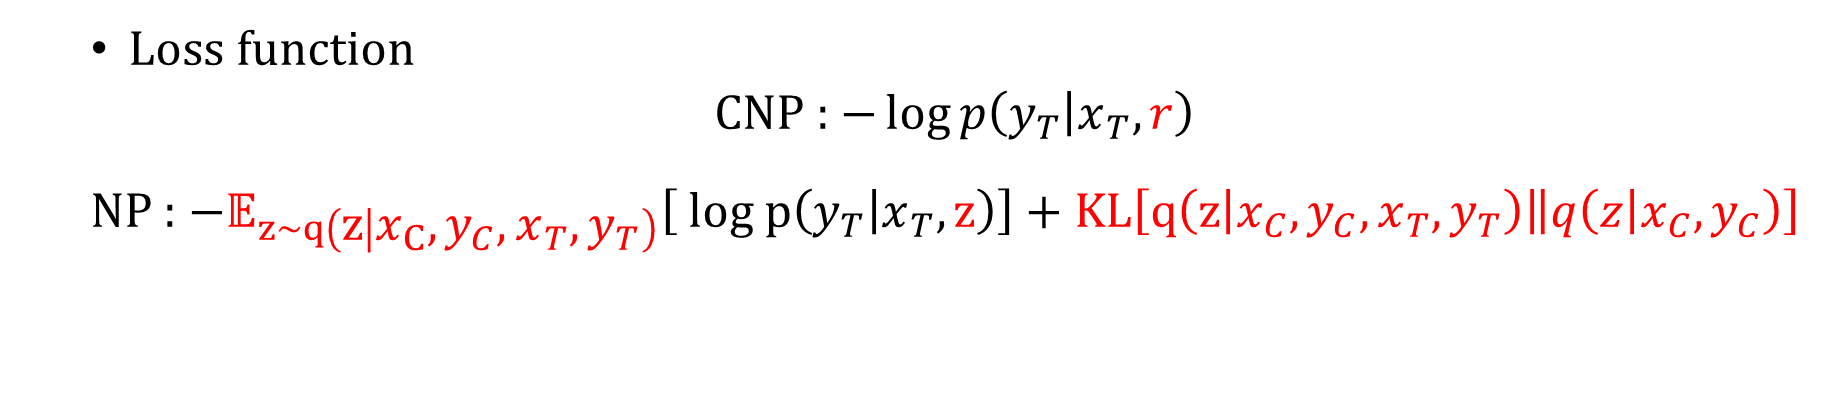 • Loss function
CNP : − log p(y_T|x_T, r)
NP : −𝔼_{z~q(z|x_C, y_C, x_T, y_T)}[ log p(y_T|x_T, z)] + KL[q(z|x_C, y_C, x_T, y_T)‖q(z|x_C, y_C)]